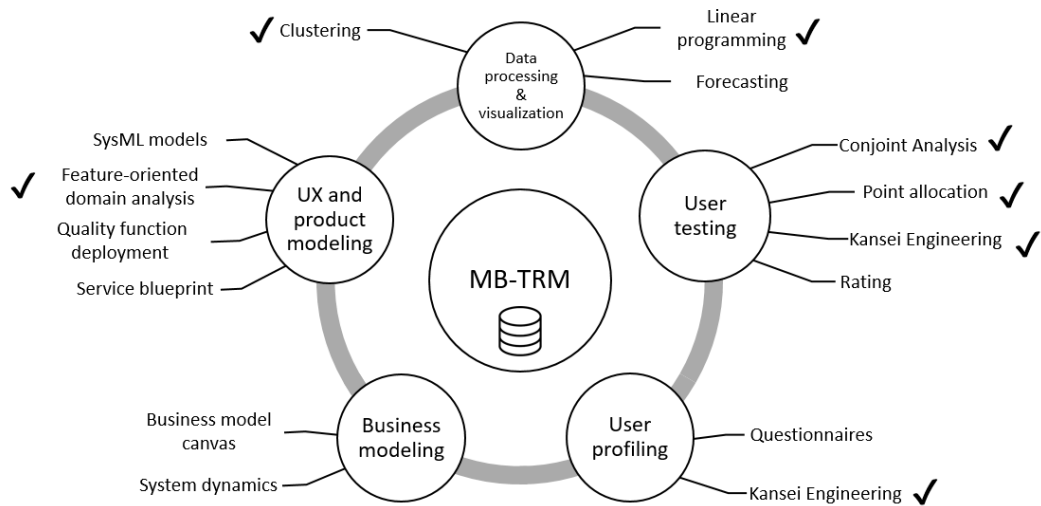 Clustering
Linear
programming
Data
processing
&
visualization
Forecasting
SysML models
Feature-oriented
domain analysis
Quality function
deployment
Service blueprint
UX and
product
modeling
User
testing
Conjoint Analysis
Point allocation
Kansei Engineering
Rating
MB-TRM
Business model
canvas
System dynamics
Business
modeling
User
profiling
Questionnaires
Kansei Engineering